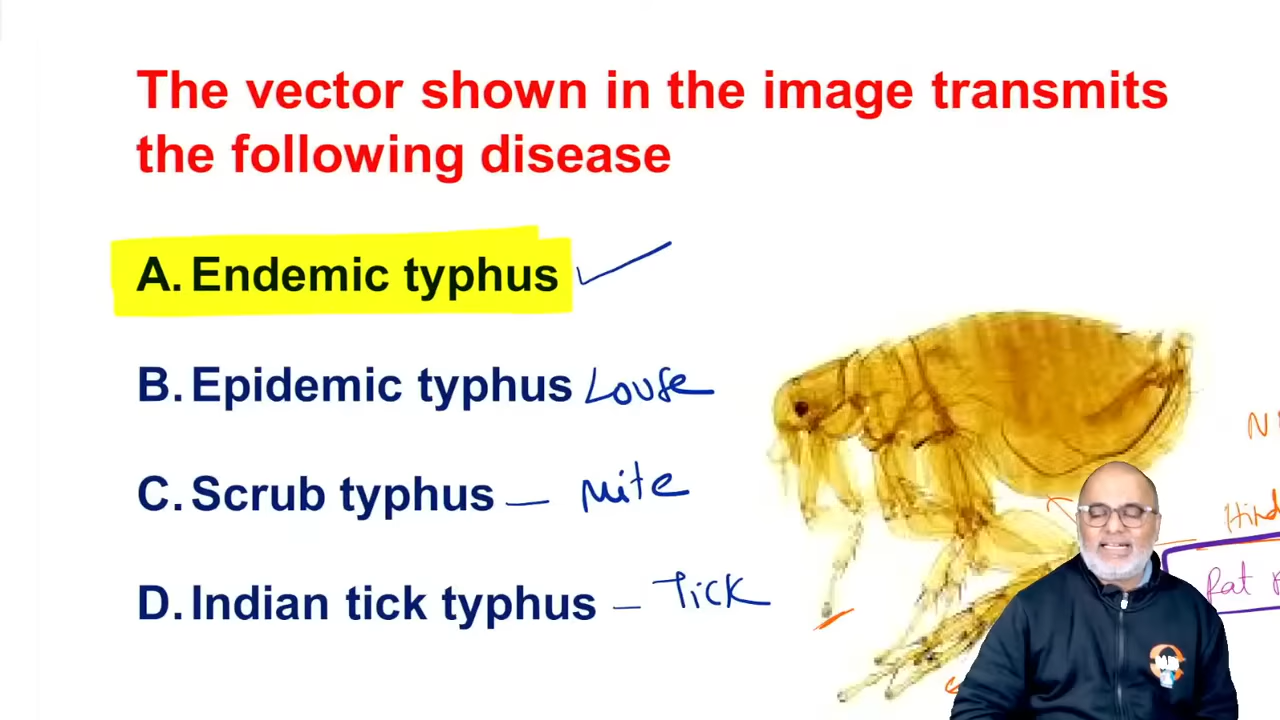 The vector shown in the image transmits
the following disease
A. Endemic typhus
B. Epidemic typhus Louse
C. Scrub typhus – mite
D. Indian tick typhus – Tick
Rat